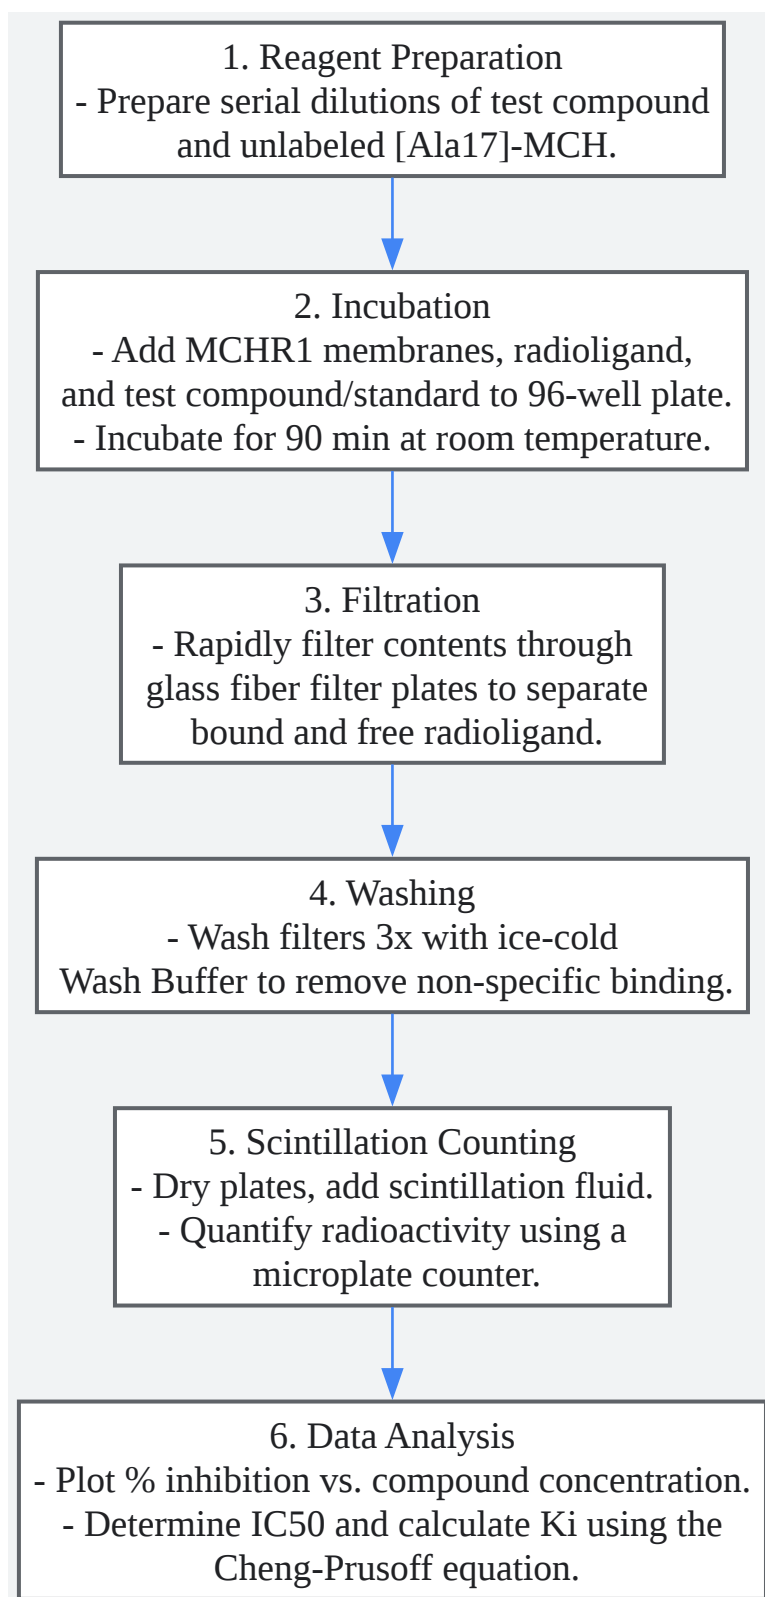 1. Reagent Preparation
- Prepare serial dilutions of test compound
and unlabeled [Ala17]-MCH.
2. Incubation
- Add MCHR1 membranes, radioligand,
and test compound/standard to 96-well plate.
- Incubate for 90 min at room temperature.
3. Filtration
- Rapidly filter contents through
glass fiber filter plates to separate
bound and free radioligand.
4. Washing
- Wash filters 3x with ice-cold
Wash Buffer to remove non-specific binding.
5. Scintillation Counting
- Dry plates, add scintillation fluid.
- Quantify radioactivity using a
microplate counter.
6. Data Analysis
- Plot % inhibition vs. compound concentration.
- Determine IC50 and calculate Ki using the
Cheng-Prusoff equation.